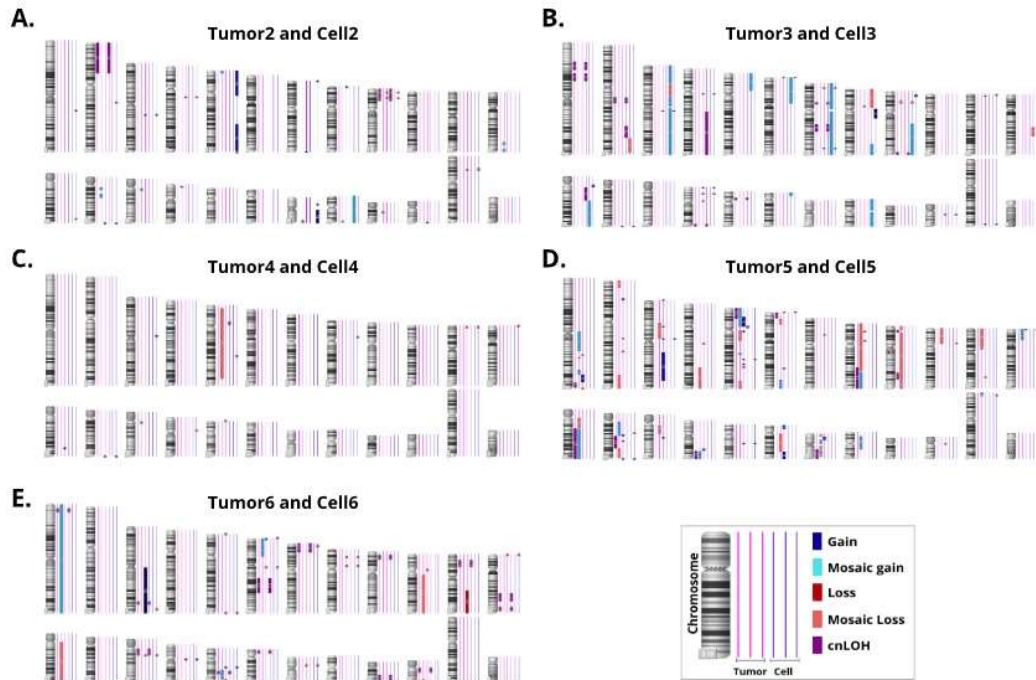 A.
Tumor2 and Cell2
B.
Tumor3 and Cell3
C.
Tumor4 and Cell4
D.
Tumor5 and Cell5
E.
Tumor6 and Cell6
Chromosome
Tumor
Cell
Gain
Mosaic gain
Loss
Mosaic Loss
cnLOH